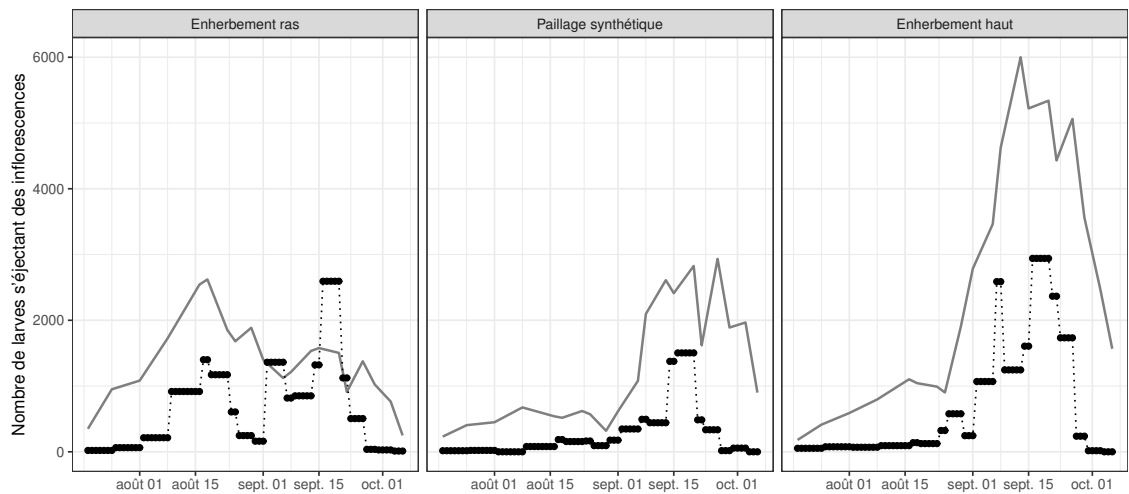 Enherbement ras
Paillage synthétique
Enherbement haut
Nombre de larves s'éjectant des inflorescences
6000
4000
2000
0
août 01 août 15 sept. 01 sept. 15 oct. 01
août 01 août 15 sept. 01 sept. 15 oct. 01
août 01 août 15 sept. 01 sept. 15 oct. 01